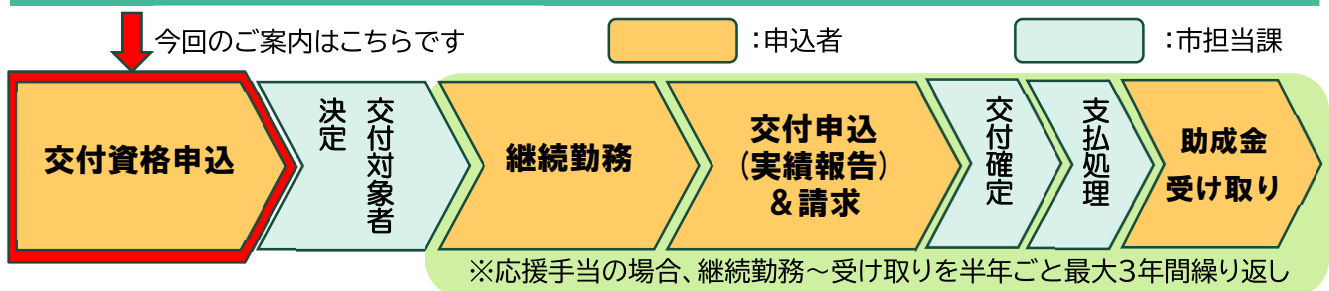 今回のご案内はこちらです
：申込者
：市担当課
交付資格申込
交付対象者
決定
継続勤務
交付申込
(実績報告)
＆請求
交付確定
支払処理
助成金
受け取り
※応援手当の場合、継続勤務～受け取りを半年ごと最大3年間繰り返し